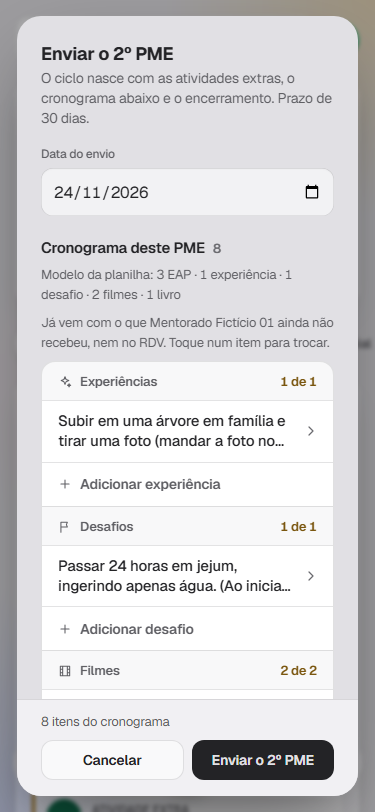 Enviar o 2º PME
O ciclo nasce com as atividades extras, o
cronograma abaixo e o encerramento. Prazo de
30 dias.
Data do envio
24/11/2026
Cronograma deste PME 8
Modelo da planilha: 3 EAP · 1 experiência · 1
desafio · 2 filmes · 1 livro
Já vem com o que Mentorado Fictício 01 ainda não
recebeu, nem no RDV. Toque num item para trocar.
Experiências 1 de 1
Subir em uma árvore em família e
tirar uma foto (mandar a foto no...
+ Adicionar experiência
Desafios 1 de 1
Passar 24 horas em jejum,
ingerindo apenas água. (Ao inicia...
+ Adicionar desafio
Filmes 2 de 2
8 itens do cronograma
Cancelar Enviar o 2º PME